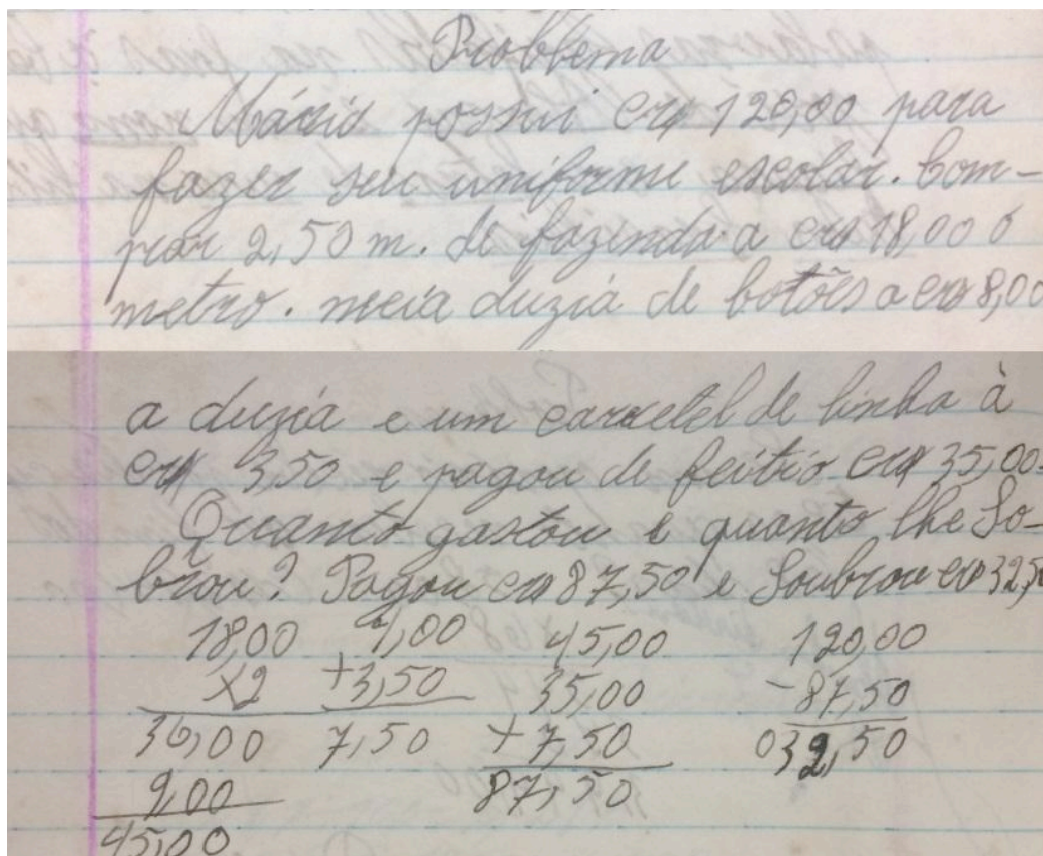 Problema
Mário possui Cr$ 120,00 para
fazer seu uniforme escolar. Com-
prar 2,50 m. de fazenda a Cr$ 18,00 ó
metro. meia duzia de botões a Cr$ 8,00
a duzia e um carretel de linha à
Cr$ 3,50 e pagou de feitio Cr$ 35,00.
Quanto gastou e quanto lhe So-
brou? Pagou Cr$ 87,50 e Soubrou Cr$ 32,50
18,00 4,00 45,00 120,00
×2 +3,50 35,00 -87,50
36,00 7,50 +7,50 032,50
9,00 87,50
45,00